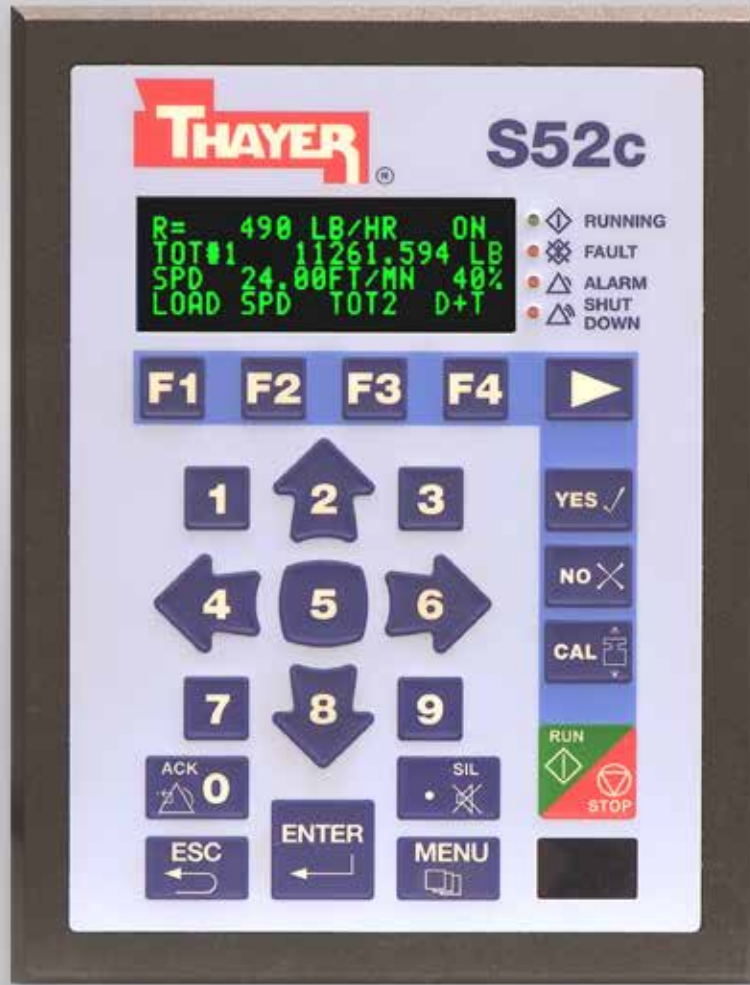 THAYER ®
S52c
R= 490 LB/HR ON
TOT#1 11261.594 LB
SPD 24.00FT/MN 40%
LOAD SPD TOT2 D+T
RUNNING
FAULT
ALARM
SHUT
DOWN
F1 F2 F3 F4
1 2 3
YES
4 5 6
NO
CAL
7 8 9
RUN
STOP
ACK 0
SIL
.
ESC
ENTER
MENU